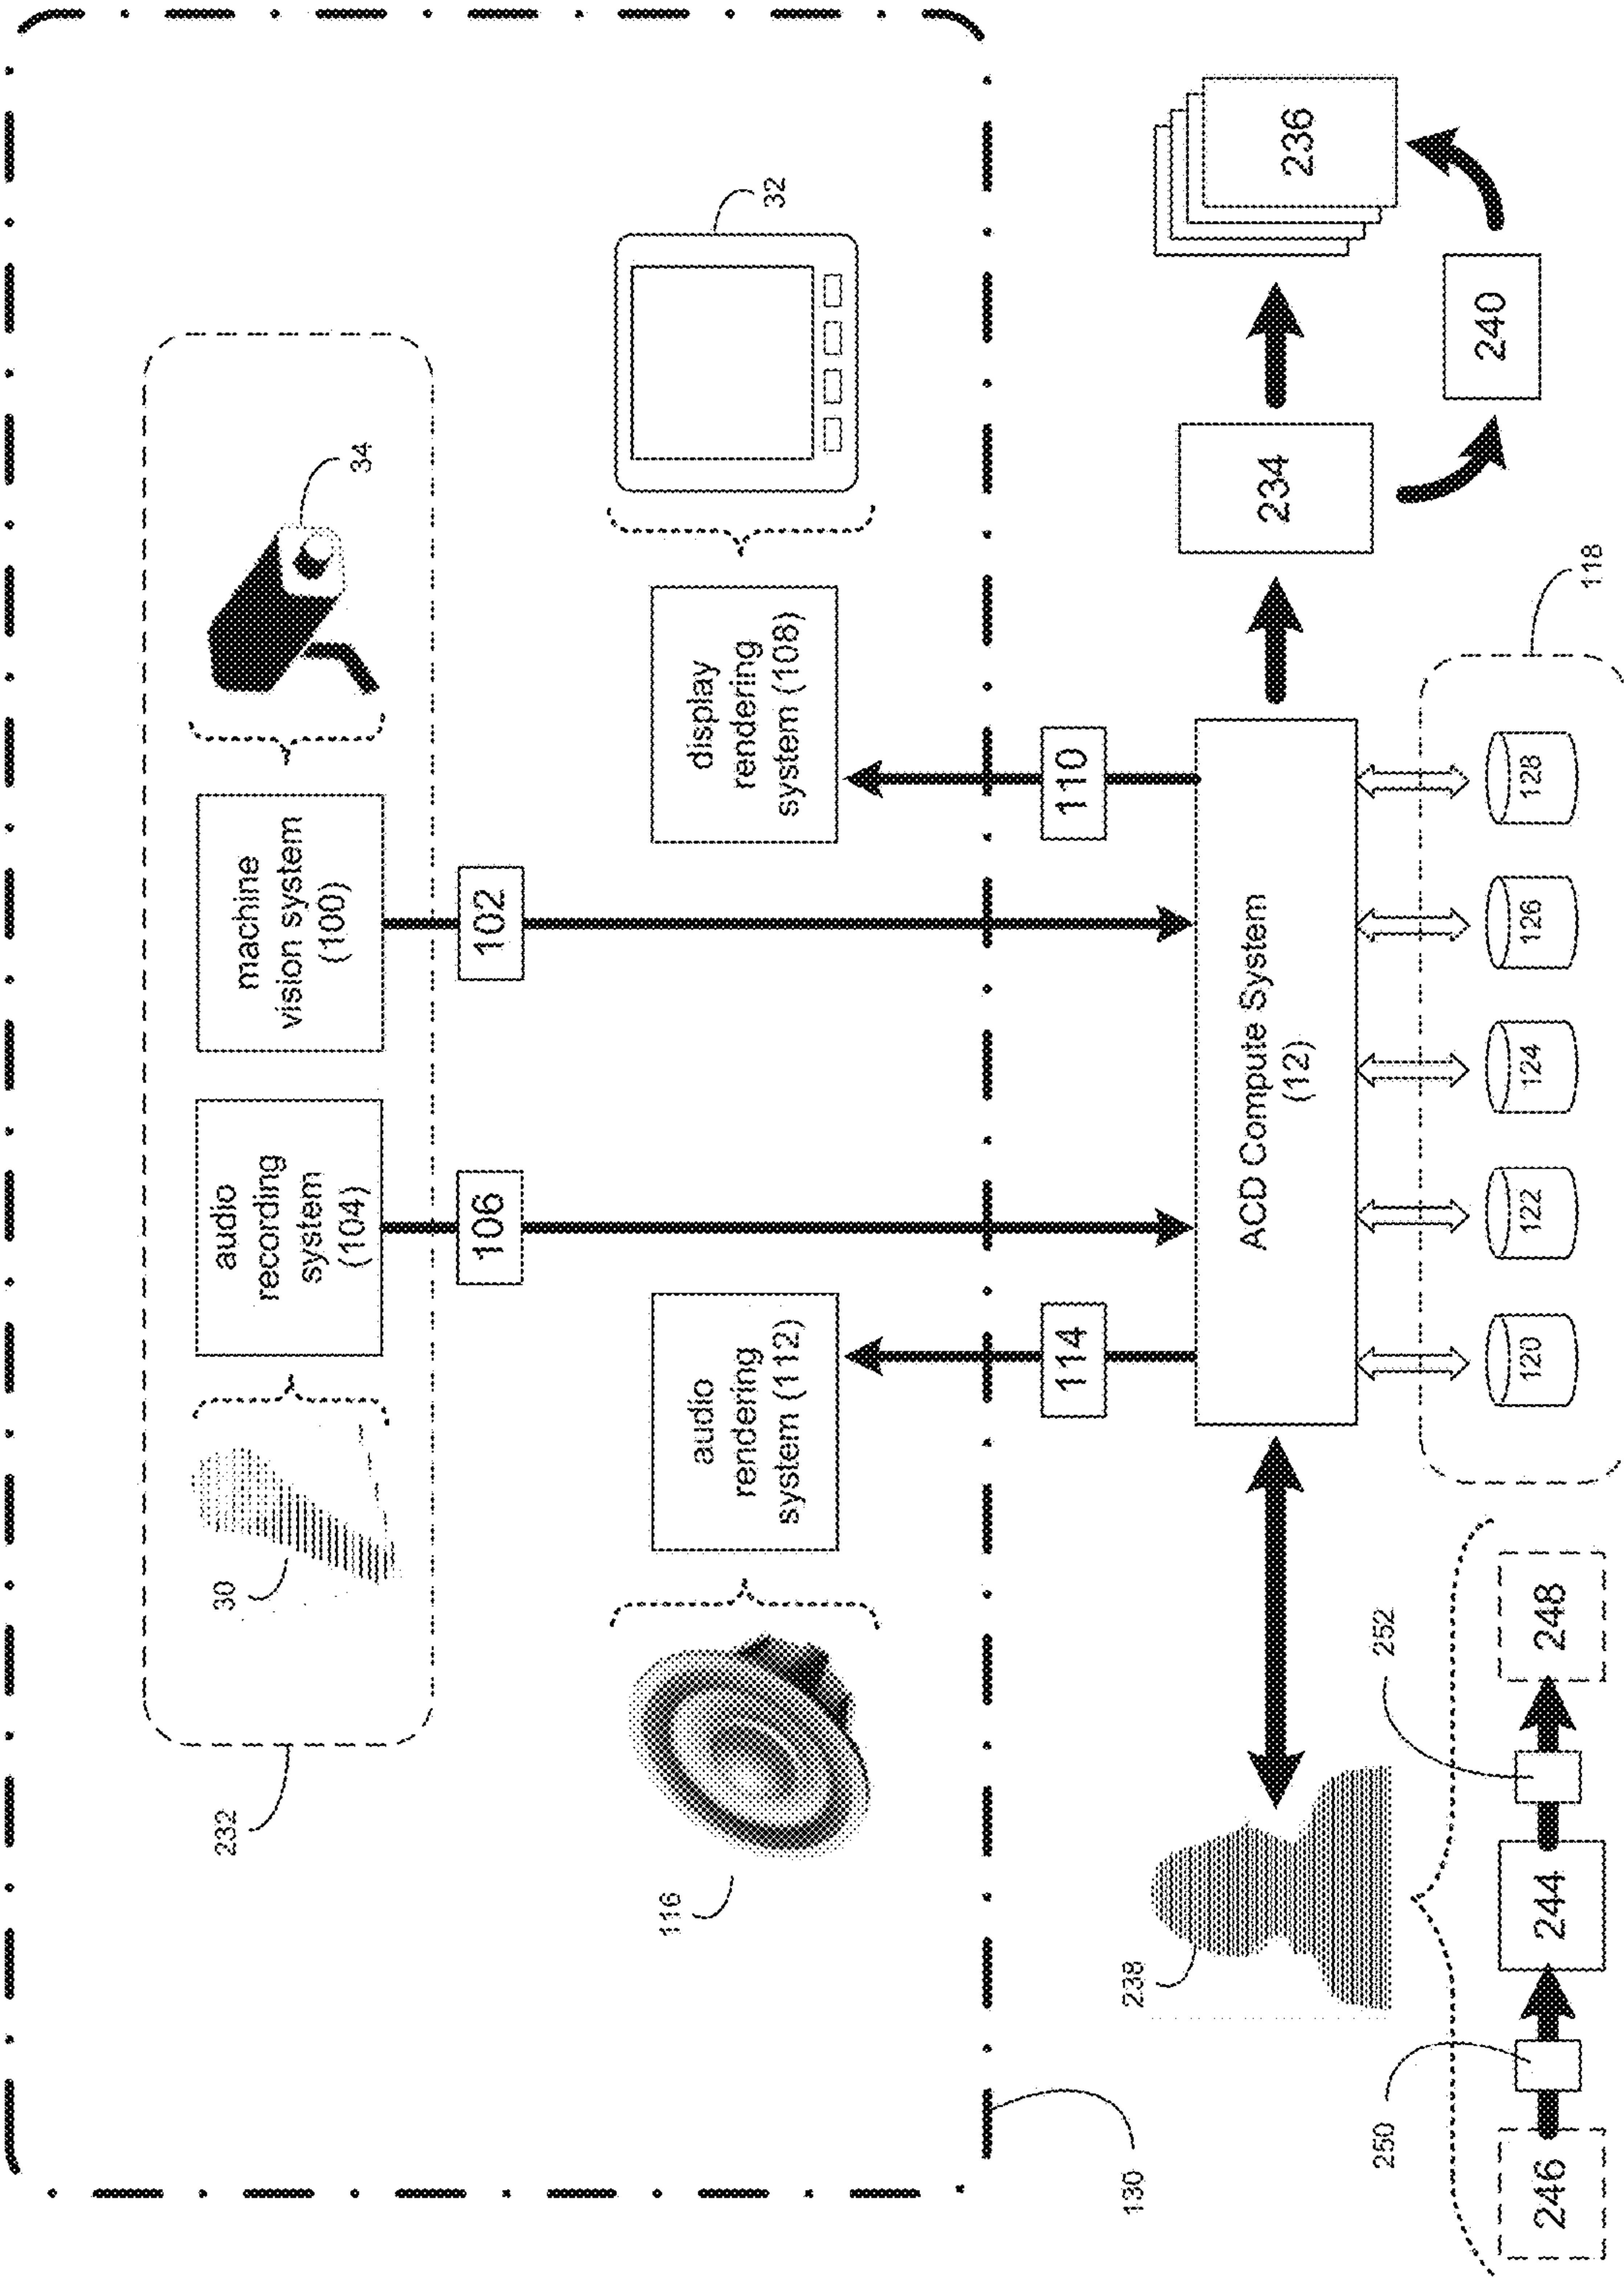 232
30
audio
recording
system
(104)
machine
vision system
(100)
34
106
102
116
audio
rendering
system (112)
display
rendering
system (108)
32
114
110
130
238
ACD Compute System
(12)
234
236
240
118
120
122
124
126
128
250
252
246
244
248